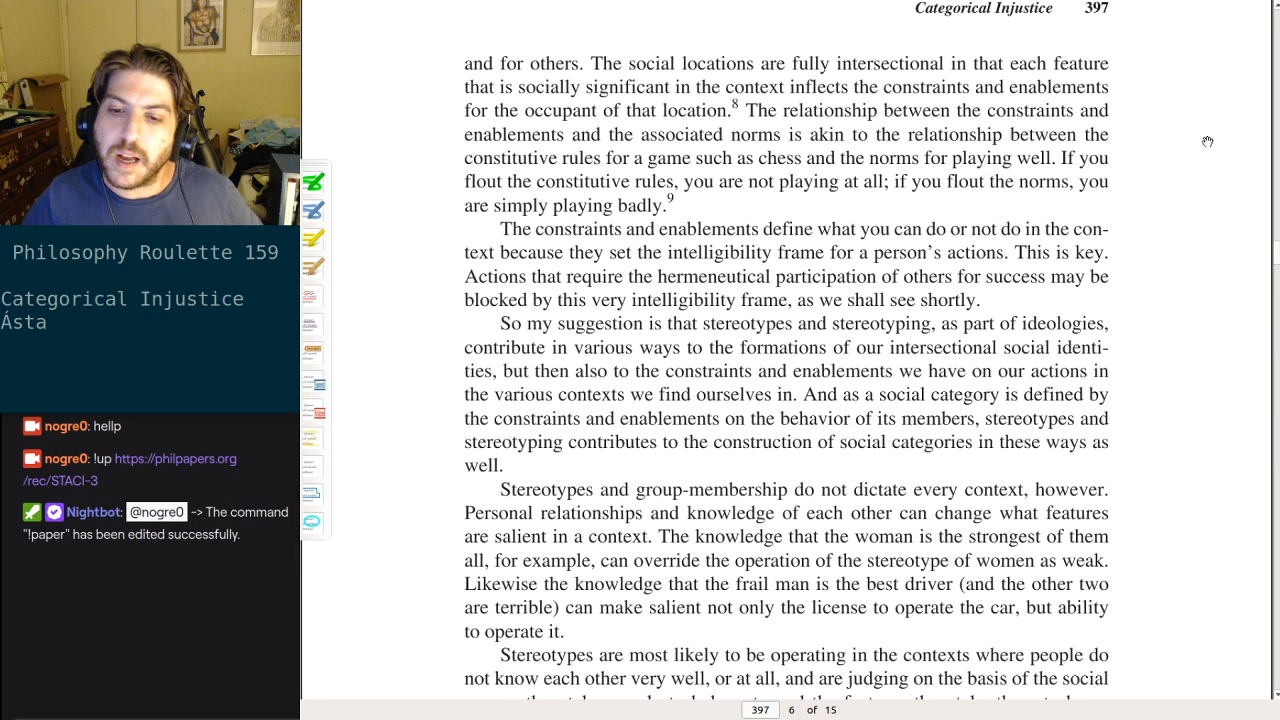 Categorical Injustice 397
and for others. The social locations are fully intersectional in that each feature
that is socially significant in the context inflects the constraints and enablements
for the occupant of that location.8 The relationship between the constraints and
enablements and the associated norms is akin to the relationship between the
constitutive rules for a game such as chess and the norms for playing well. If
flout the constitutive rules, you are not playing at all; if you flout the norms,
are simply playing badly.9
The constraints and enablements define what you can do or not do in the
but because they set the intelligibility frame for a person's action. This is
Actions that require the hermeneutical participation of others for success may
blocked by the very intelligibility frame, as we shall see shortly.
So my story is this: stereotypes and stereotyping as part of ideology
contribute in various ways to the generation of our interactional social identi-
ties, but then also to the constraints and enablements we have on our actions in
the various contexts we find ourselves in. And as the social category is defined
constraints and enablements on the behavior of its members, stereotypes
stereotyping to the construction of social categories in these ways.
Stereotypes and group membership do not dictate every context, however.
Personal relationships and knowledge of each other can change what features
are salient in a context. The knowledge that the woman is the strongest of them
all, for example, can override the operation of the stereotype of women as weak.
Likewise the knowledge that the frail man is the best driver (and the other two
are terrible) can make salient not only the license to operate the car, but ability
to operate it.
Stereotypes are most likely to be operating in the contexts where people do
not know each other very well, or at all, and are judging on the basis of the social
397 6 of 15
Philosophy Roulette 159
Categorical Injustice
Ásta
nogre0: hellp
nogre0: !up https://philpapers.org
/rec/STACI-3
Nightbot: @nogre0 -> The command
"!paper" has been edited successfully.